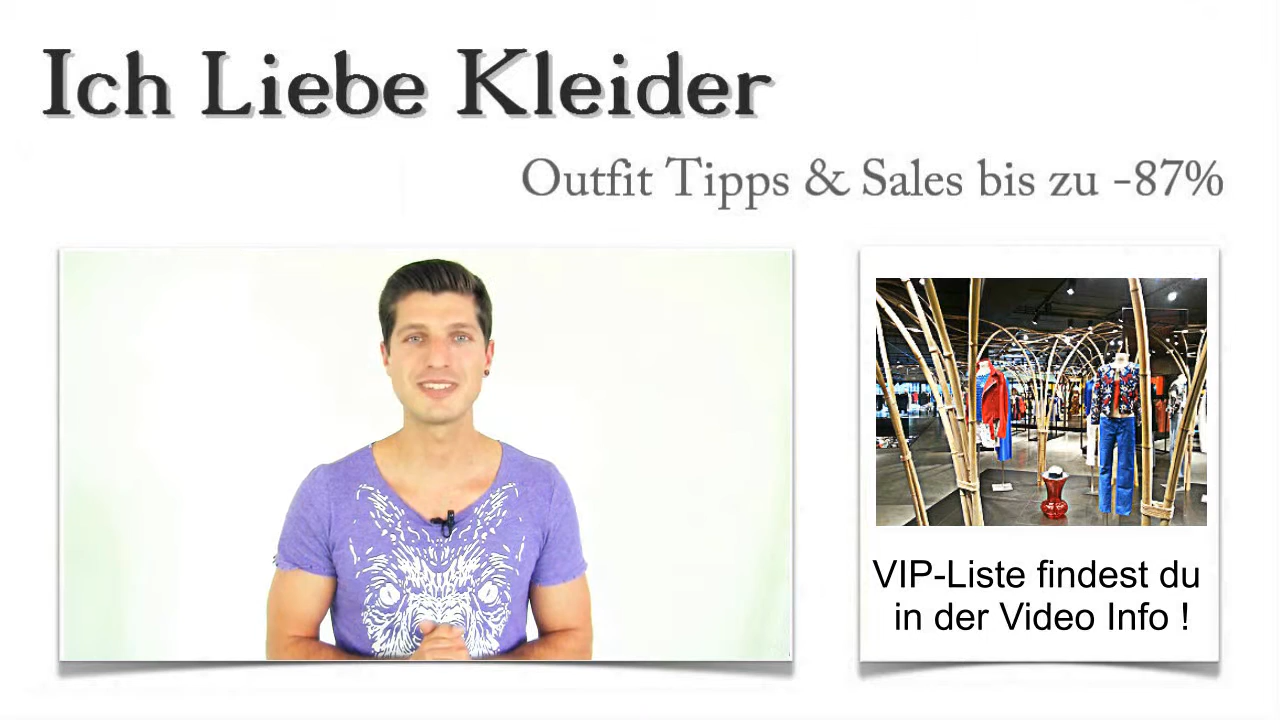 Ich Liebe Kleider
Outfit Tipps & Sales bis zu -87%
VIP-Liste findest du
in der Video Info !